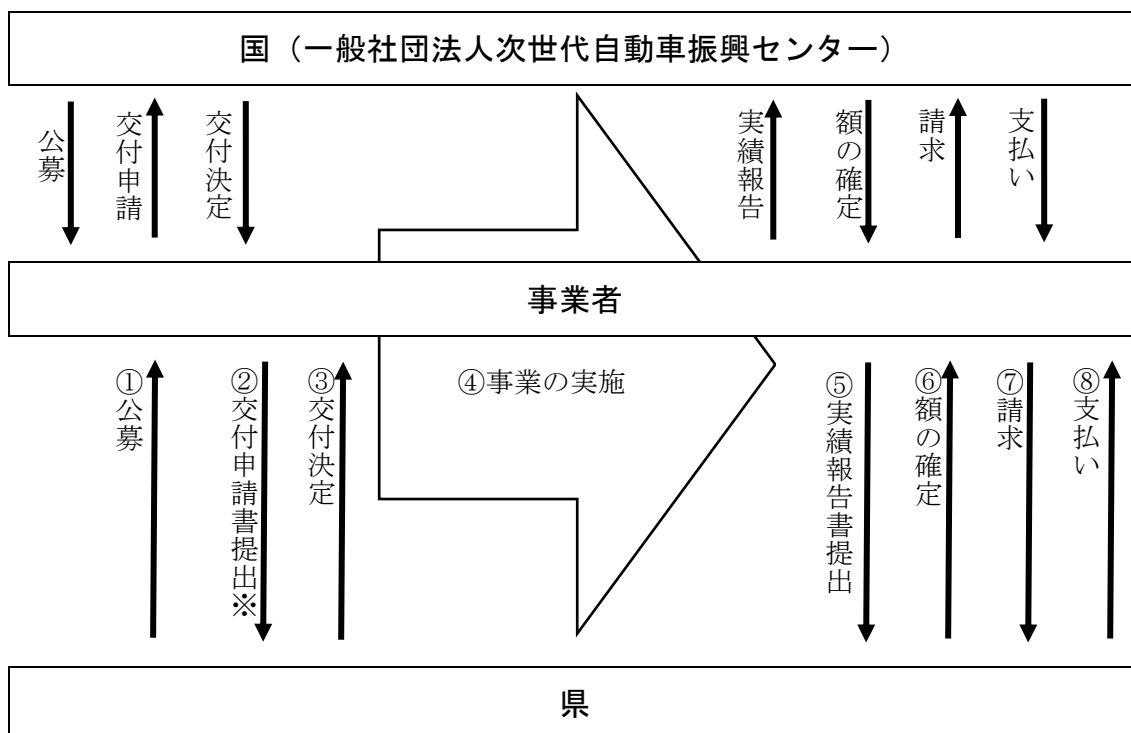 国（一般社団法人次世代自動車振興センター）
公募
交付申請
交付決定
実績報告
額の確定
請求
支払い
事業者
①公募
②交付申請書提出※
③交付決定
④事業の実施
⑤実績報告書提出
⑥額の確定
⑦請求
⑧支払い
県